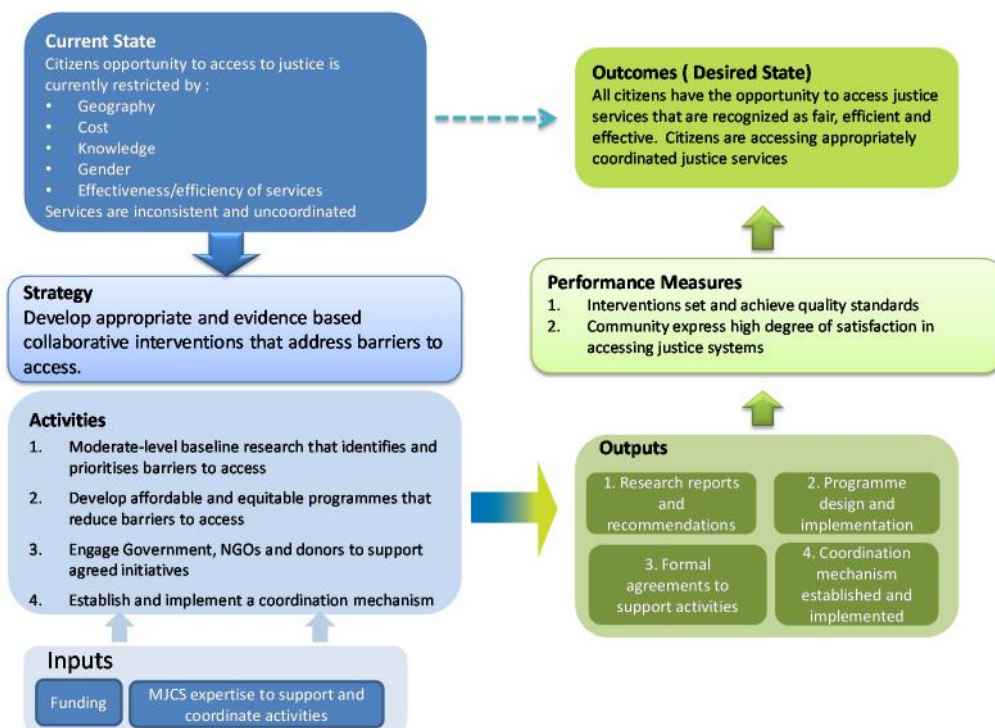 Current State
Citizens opportunity to access to justice is
currently restricted by :
• Geography
• Cost
• Knowledge
• Gender
• Effectiveness/efficiency of services
Services are inconsistent and uncoordinated
Outcomes ( Desired State)
All citizens have the opportunity to access justice
services that are recognized as fair, efficient and
effective. Citizens are accessing appropriately
coordinated justice services
Strategy
Develop appropriate and evidence based
collaborative interventions that address barriers to
access.
Performance Measures
1. Interventions set and achieve quality standards
2. Community express high degree of satisfaction in
accessing justice systems
Activities
1. Moderate-level baseline research that identifies and
prioritises barriers to access
2. Develop affordable and equitable programmes that
reduce barriers to access
3. Engage Government, NGOs and donors to support
agreed initiatives
4. Establish and implement a coordination mechanism
Outputs
1. Research reports
and
recommendations
2. Programme
design and
implementation
3. Formal
agreements to
support activities
4. Coordination
mechanism
established and
implemented
Inputs
Funding
MJCS expertise to support and
coordinate activities